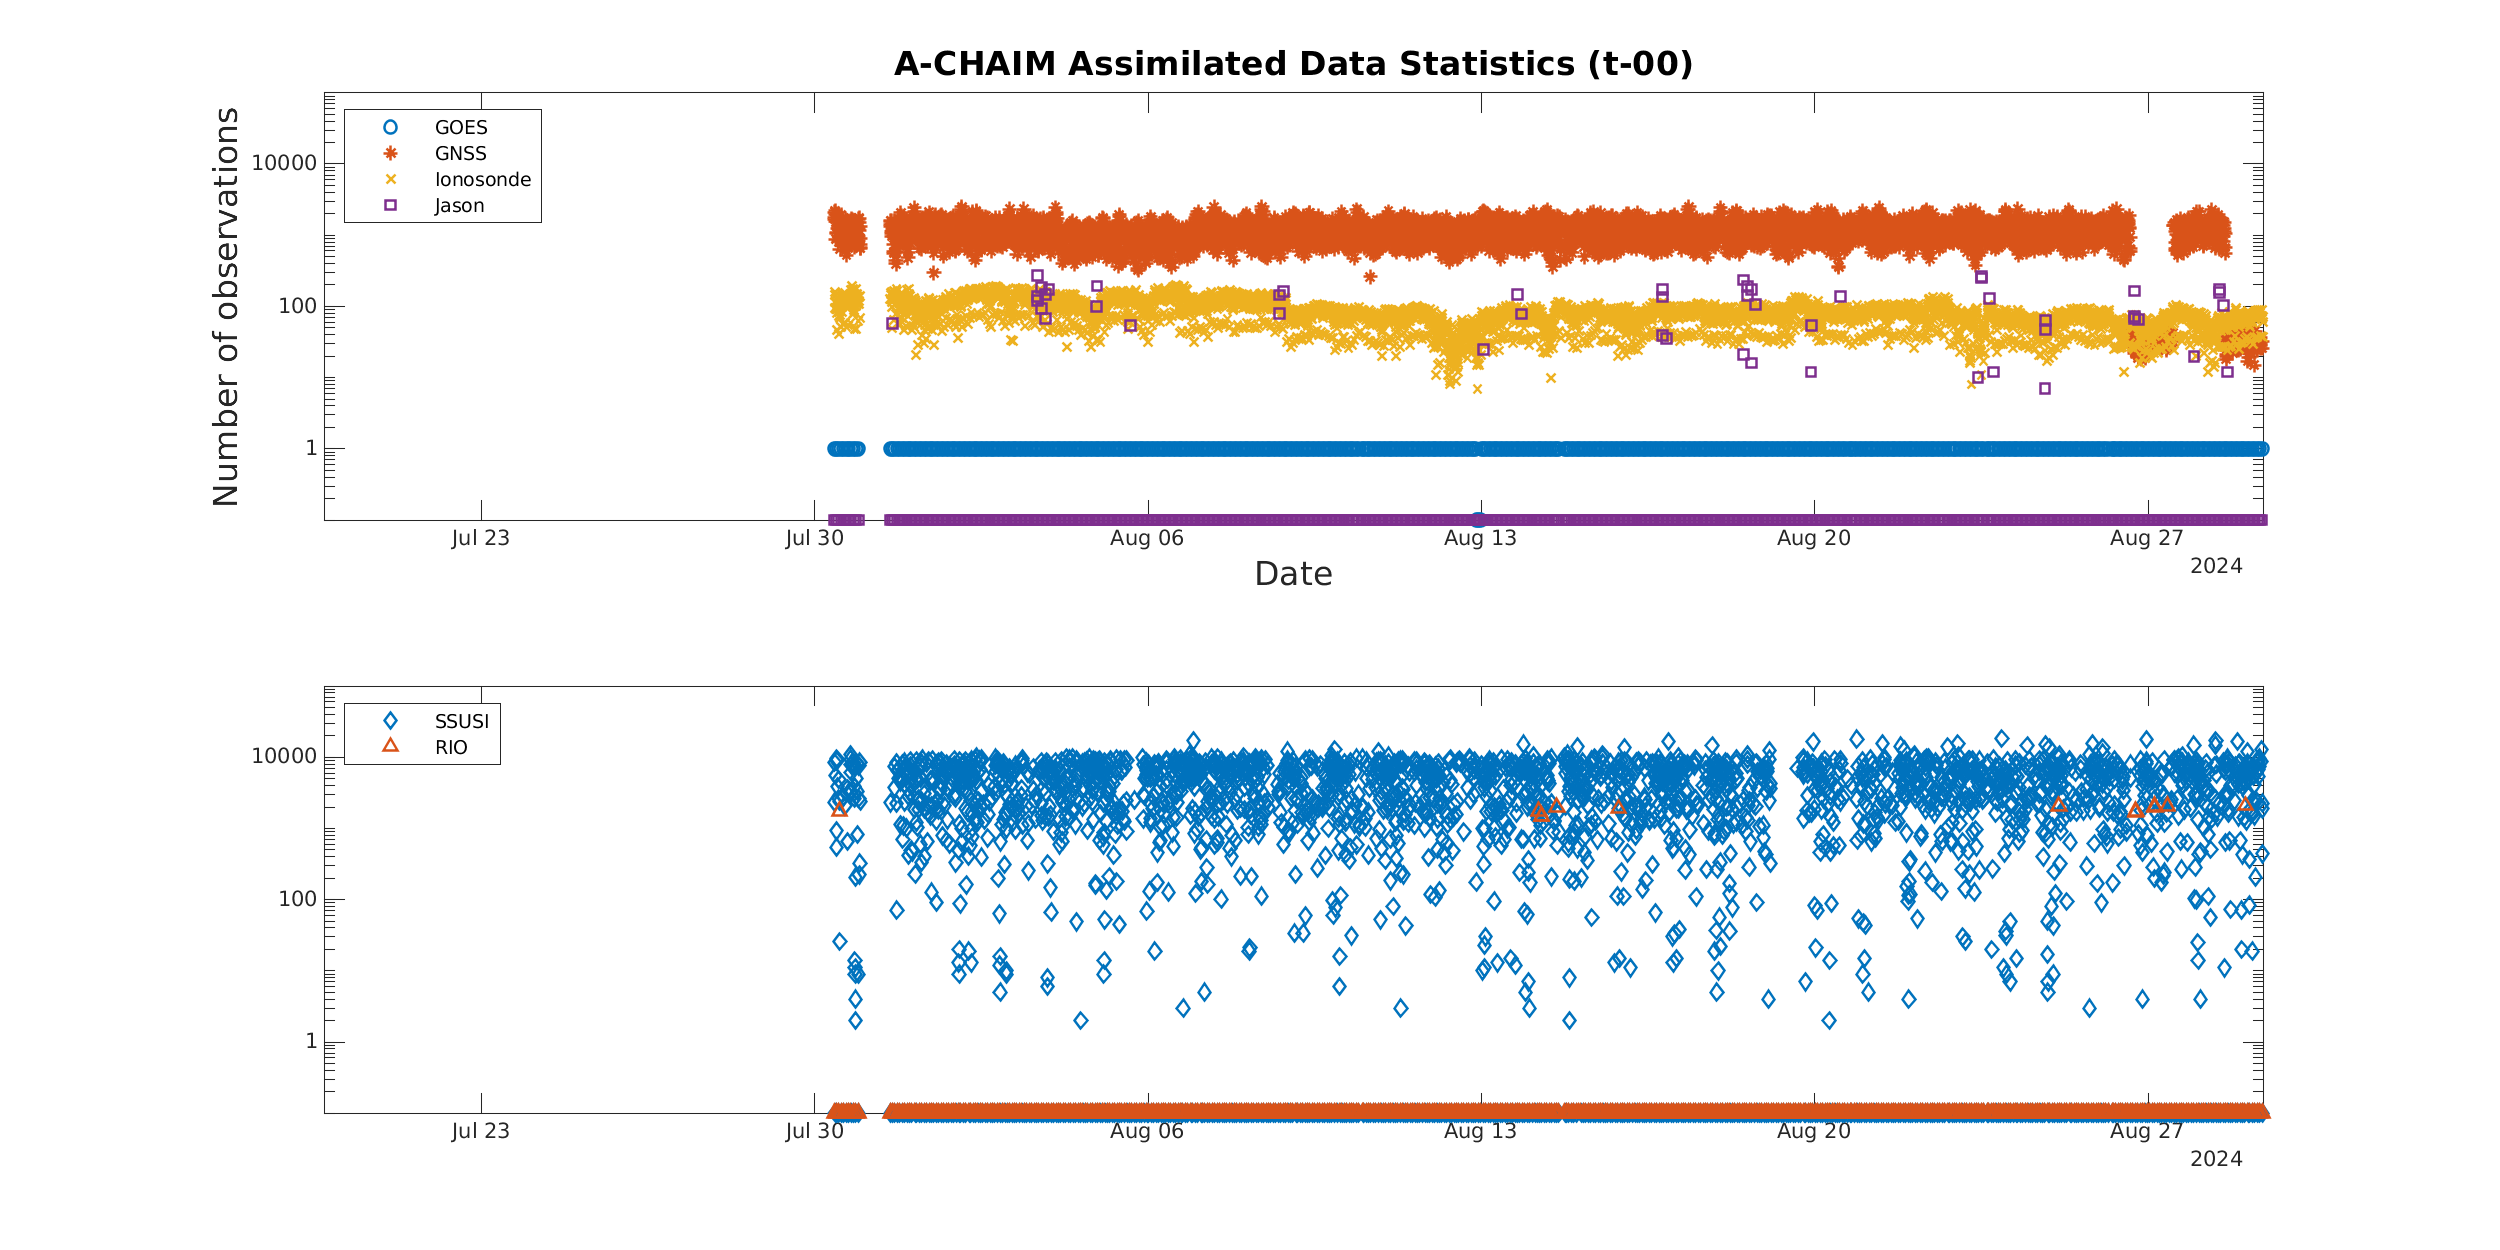 A-CHAIM Assimilated Data Statistics (t-00)
Number of observations
GOES
GNSS
Ionosonde
Jason
10000
100
1
Jul 23
Jul 30
Aug 06
Aug 13
Aug 20
Aug 27
2024
Date
SSUSI
RIO
10000
100
1
Jul 23
Jul 30
Aug 06
Aug 13
Aug 20
Aug 27
2024